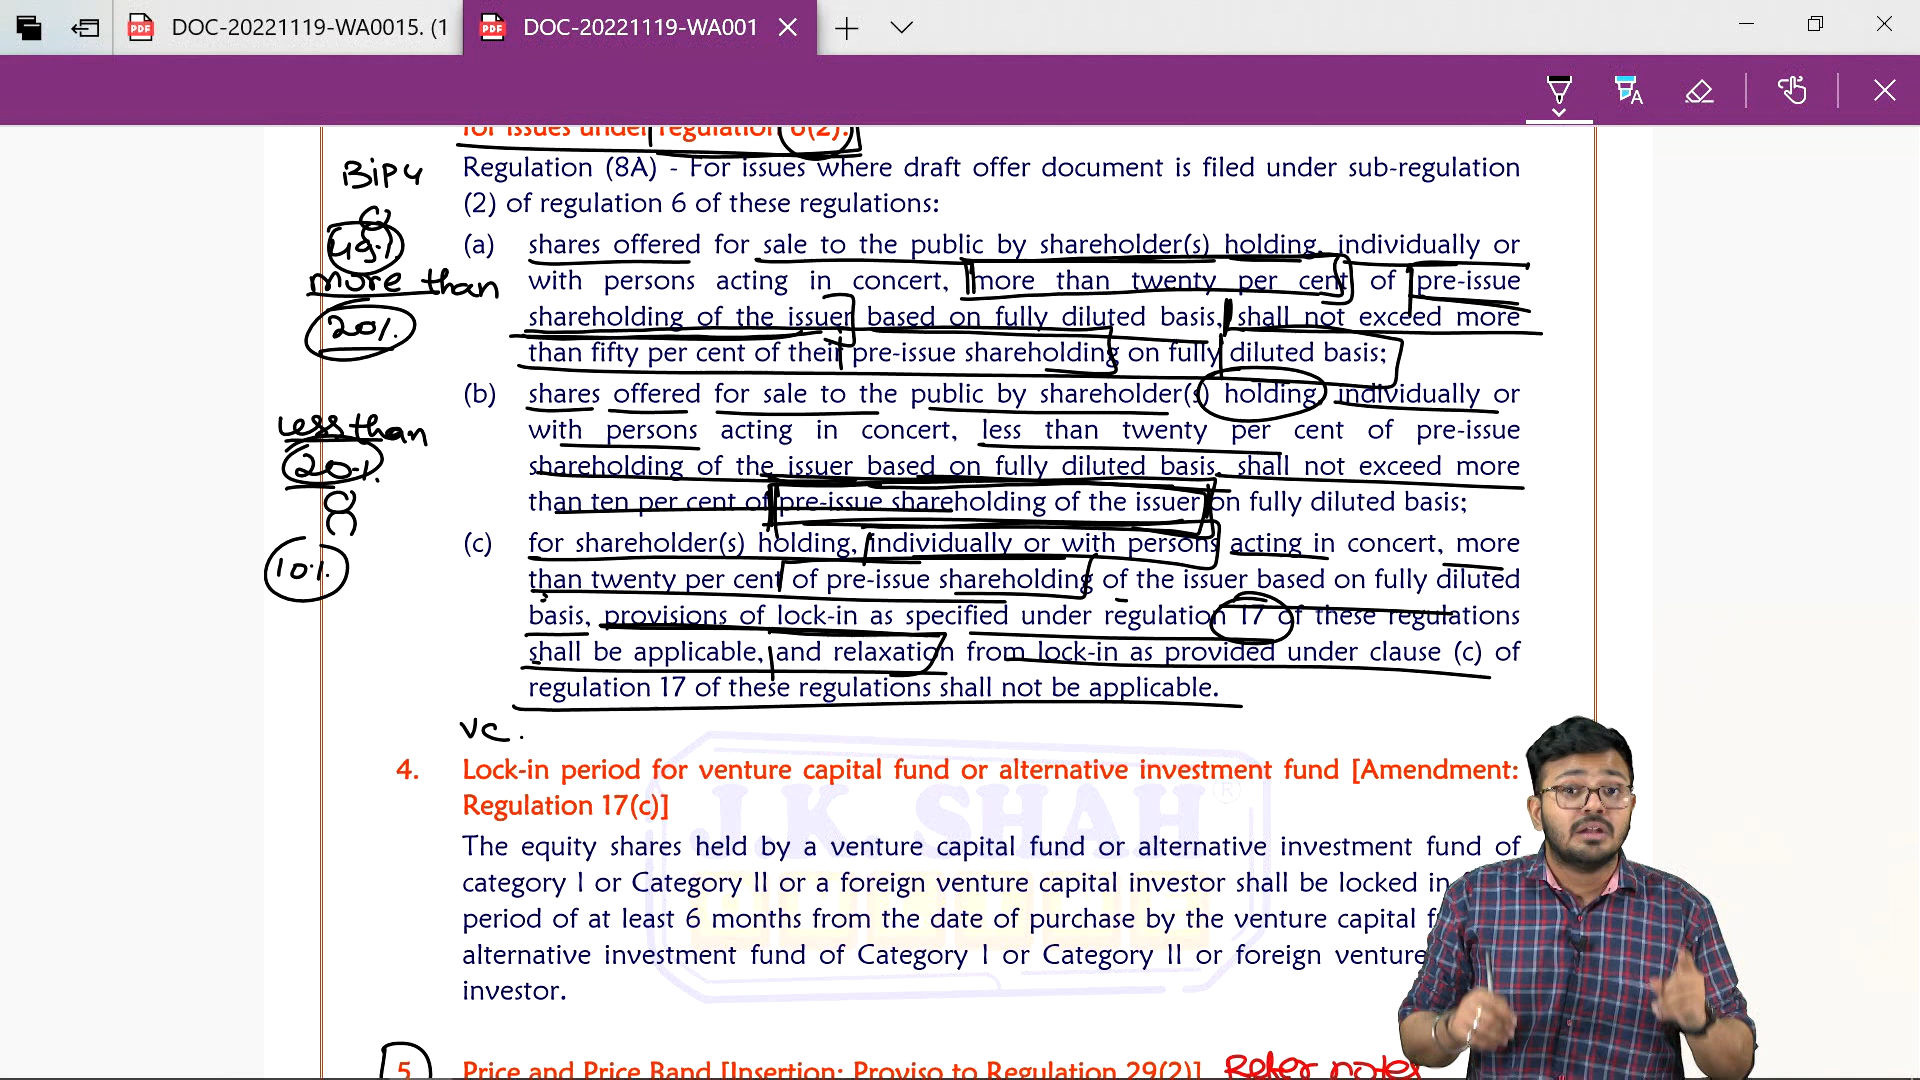 DOC-20221119-WA0015. (1
DOC-20221119-WA001
for issues under regulation 6(2).
Regulation (8A) - For issues where draft offer document is filed under sub-regulation
(2) of regulation 6 of these regulations:
(a) shares offered for sale to the public by shareholder(s) holding, individually or
with persons acting in concert, more than twenty per cent of pre-issue
shareholding of the issuer based on fully diluted basis, shall not exceed more
than fifty per cent of their pre-issue shareholding on fully diluted basis;
(b) shares offered for sale to the public by shareholder(s) holding, individually or
with persons acting in concert, less than twenty per cent of pre-issue
shareholding of the issuer based on fully diluted basis, shall not exceed more
than ten per cent of pre-issue shareholding of the issuer on fully diluted basis;
(c) for shareholder(s) holding, individually or with persons acting in concert, more
than twenty per cent of pre-issue shareholding of the issuer based on fully diluted
basis, provisions of lock-in as specified under regulation 17 of these regulations
shall be applicable, and relaxation from lock-in as provided under clause (c) of
regulation 17 of these regulations shall not be applicable.
more than
20%.
Less than
20%.
10%.
VC.
4. Lock-in period for venture capital fund or alternative investment fund [Amendment:
Regulation 17(c)]
The equity shares held by a venture capital fund or alternative investment fund of
category I or Category II or a foreign venture capital investor shall be locked in
period of at least 6 months from the date of purchase by the venture capital
alternative investment fund of Category I or Category II or foreign venture
investor.
J.K. SHAH
5 Price and Price Band [Insertion: Proviso to Regulation 29(2)] Refer notes